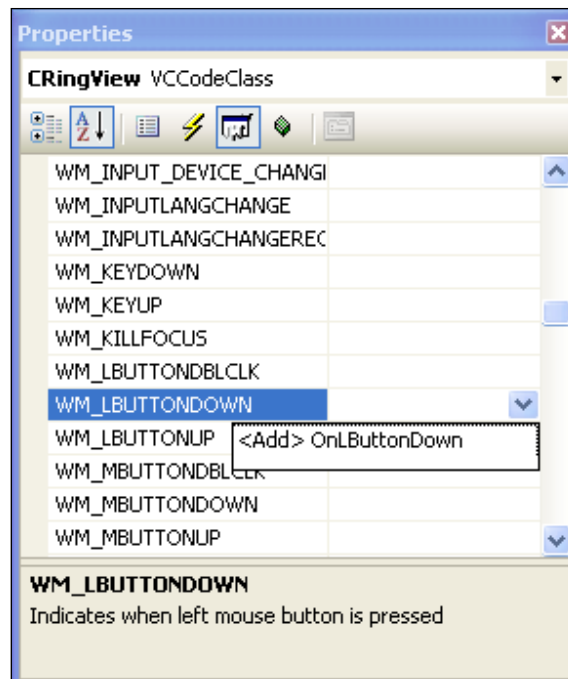 Properties
CRingView VCCodeClass
WM_INPUT_DEVICE_CHANGI
WM_INPUTLANGCHANGE
WM_INPUTLANGCHANGEREC
WM_KEYDOWN
WM_KEYUP
WM_KILLFOCUS
WM_LBUTTONDBLCLK
WM_LBUTTONDOWN
WM_LBUTTONUP <Add> OnLButtonDown
WM_MBUTTONDBLCLK
WM_MBUTTONDOWN
WM_MBUTTONUP
WM_LBUTTONDOWN
Indicates when left mouse button is pressed